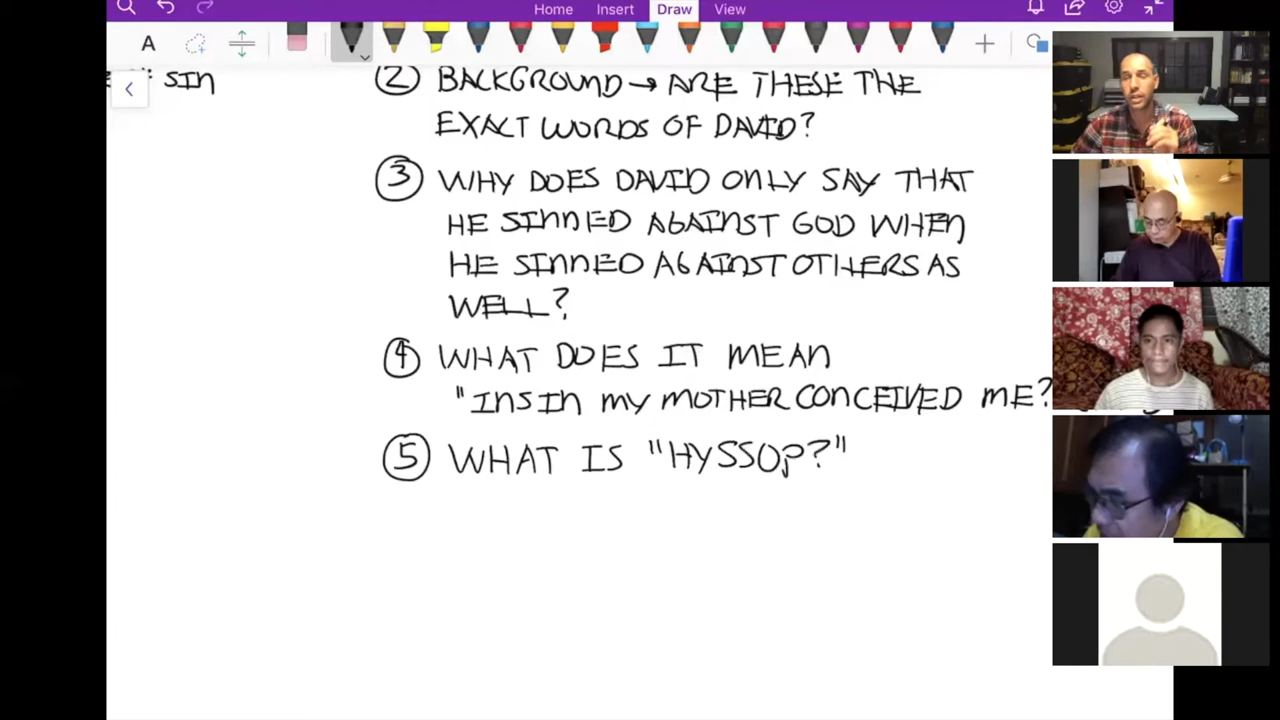 Home Insert Draw View
A
SIN
② BACKGROUND → ARE THESE THE
EXACT WORDS OF DAVID?
③ WHY DOES DAVID ONLY SAY THAT
HE SINNED AGAINST GOD WHEN
HE SINNED AGAINST OTHERS AS
WELL?
④ WHAT DOES IT MEAN
"IN SIN MY MOTHER CONCEIVED ME?
⑤ WHAT IS "HYSSOP?"